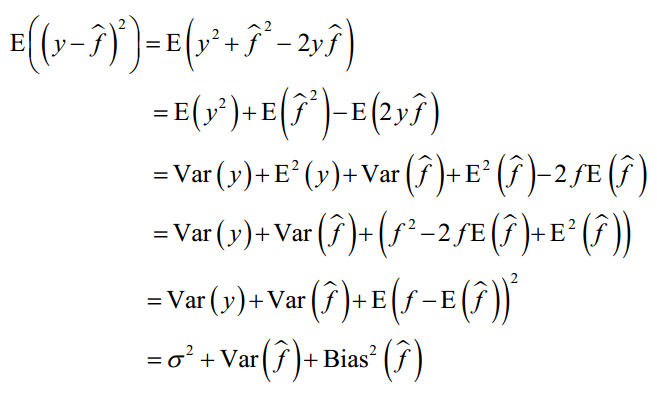 E((y−f̂)²)=E(y²+f̂²−2yf̂)
=E(y²)+E(f̂²)−E(2yf̂)
=Var(y)+E²(y)+Var(f̂)+E²(f̂)−2fE(f̂)
=Var(y)+Var(f̂)+(f²−2fE(f̂)+E²(f̂))
=Var(y)+Var(f̂)+E(f−E(f̂))²
=σ²+Var(f̂)+Bias²(f̂)